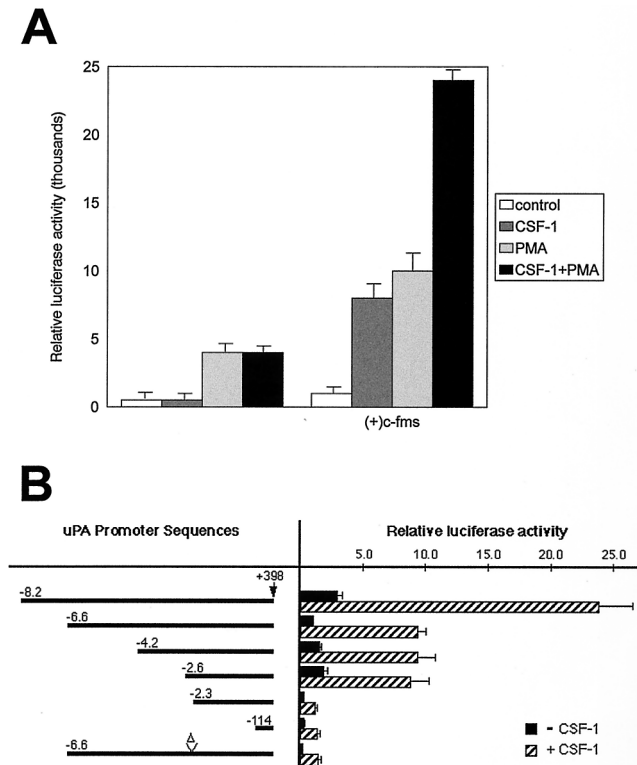 A
25
20
15
10
5
0
Relative luciferase activity (thousands)
(+)c-fms
control
CSF-1
PMA
CSF-1+PMA
B
uPA Promoter Sequences
Relative luciferase activity
5.0 10.0 15.0 20.0 25.0
+398
-8.2
-6.6
-4.2
-2.6
-2.3
-114
Δ
-6.6
- CSF-1
+ CSF-1